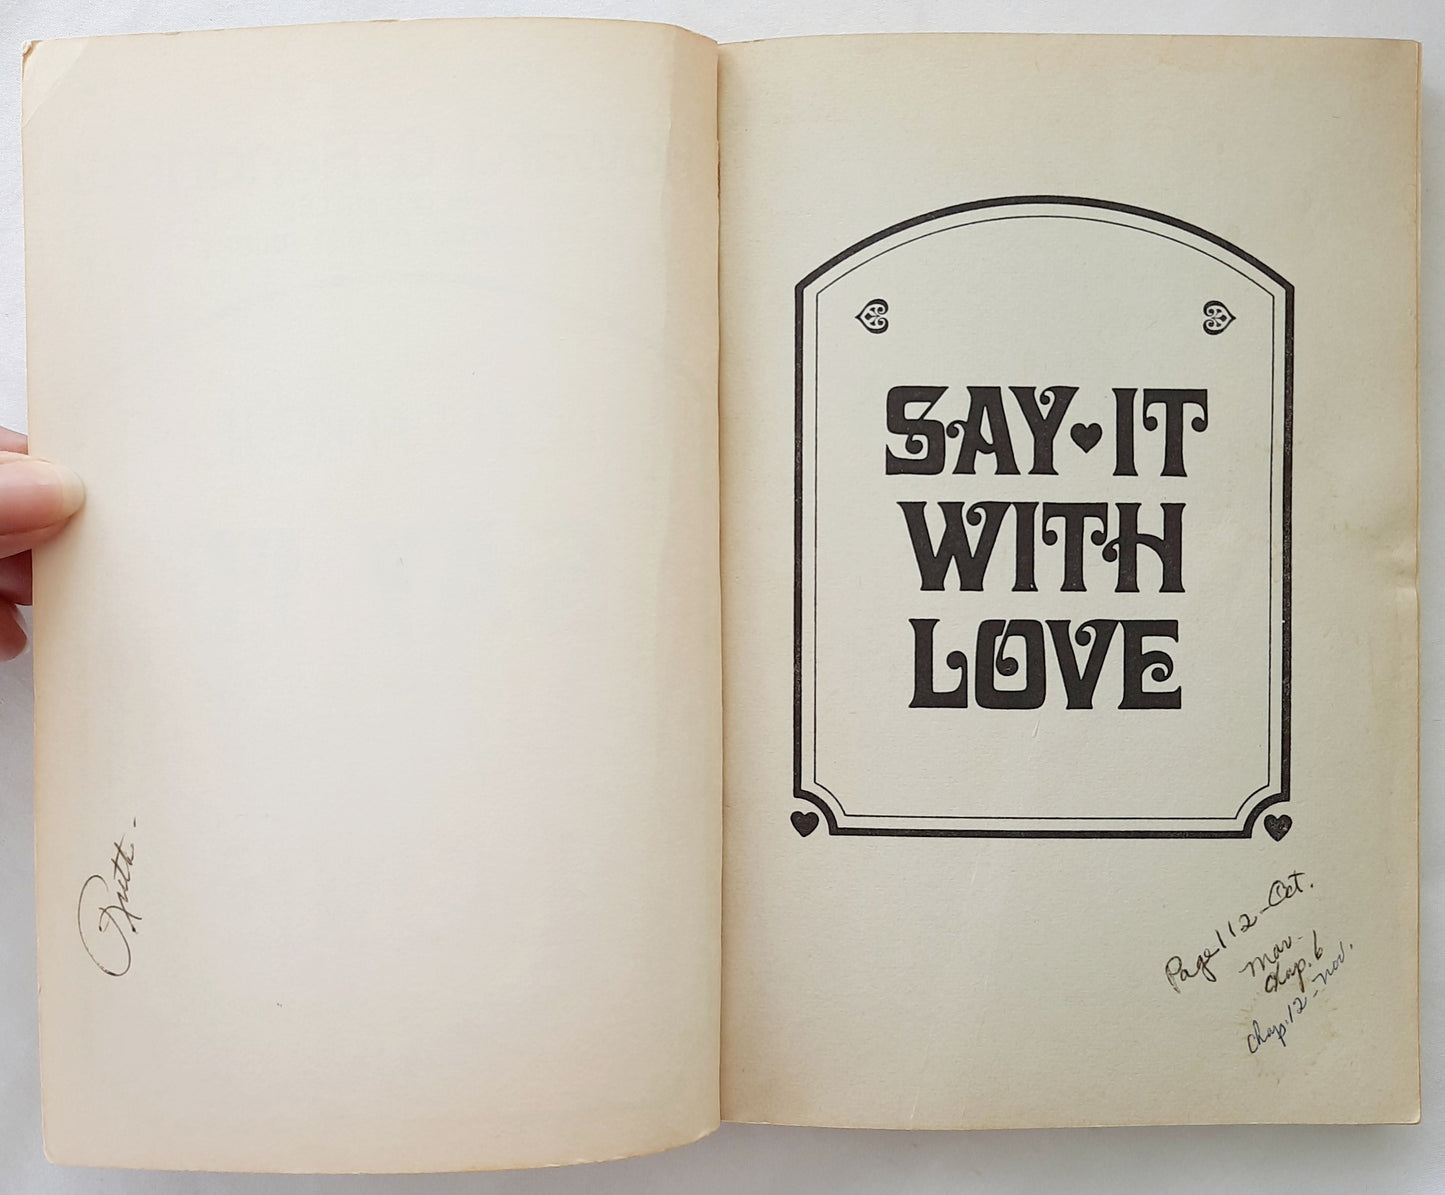 Ruth.-
SAY♥IT
WITH
LOVE
Page 112-Oct.
Mar-
Chap. 6
Chap. 12-Nov.